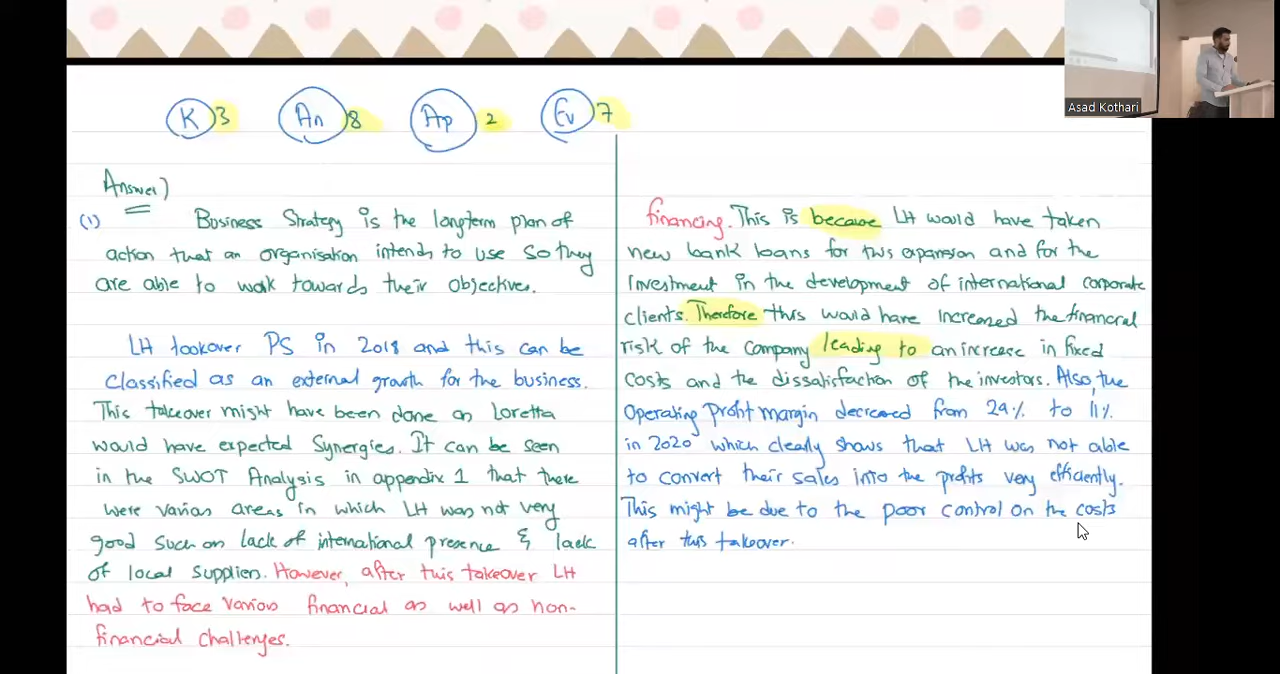 Asad Kothari
K 3 An 8 Ap 2 Ev 7
Answer)
(1) Business Strategy is the longterm plan of
action that an organisation intends to use so they
are able to work towards their objectives.
LH tookover PS in 2018 and this can be
classified as an external growth for the business.
This takeover might have been done as Loretta
would have expected Synergies. It can be seen
in the SWOT Analysis in appendix 1 that there
were various areas in which LH was not very
good such as lack of international presence & lack
of local suppliers. However, after this takeover LH
had to face various financial as well as non-
financial challenges.
financing. This is because LH would have taken
new bank loans for this expansion and for the
investment in the development of international corporate
clients. Therefore this would have increased the financial
risk of the company leading to an increase in fixed
costs and the dissatisfaction of the investors. Also, the
Operating profit margin decreased from 29% to 11%
in 2020 which clearly shows that LH was not able
to convert their sales into the profits very efficiently.
This might be due to the poor control on the costs
after this takeover.